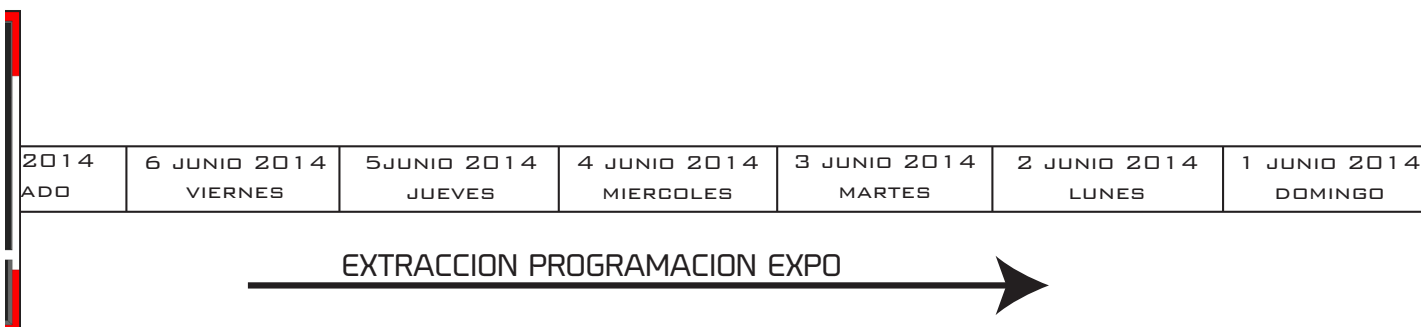 2014
ADO
6 JUNIO 2014
VIERNES
5JUNIO 2014
JUEVES
4 JUNIO 2014
MIERCOLES
3 JUNIO 2014
MARTES
2 JUNIO 2014
LUNES
1 JUNIO 2014
DOMINGO
EXTRACCION PROGRAMACION EXPO